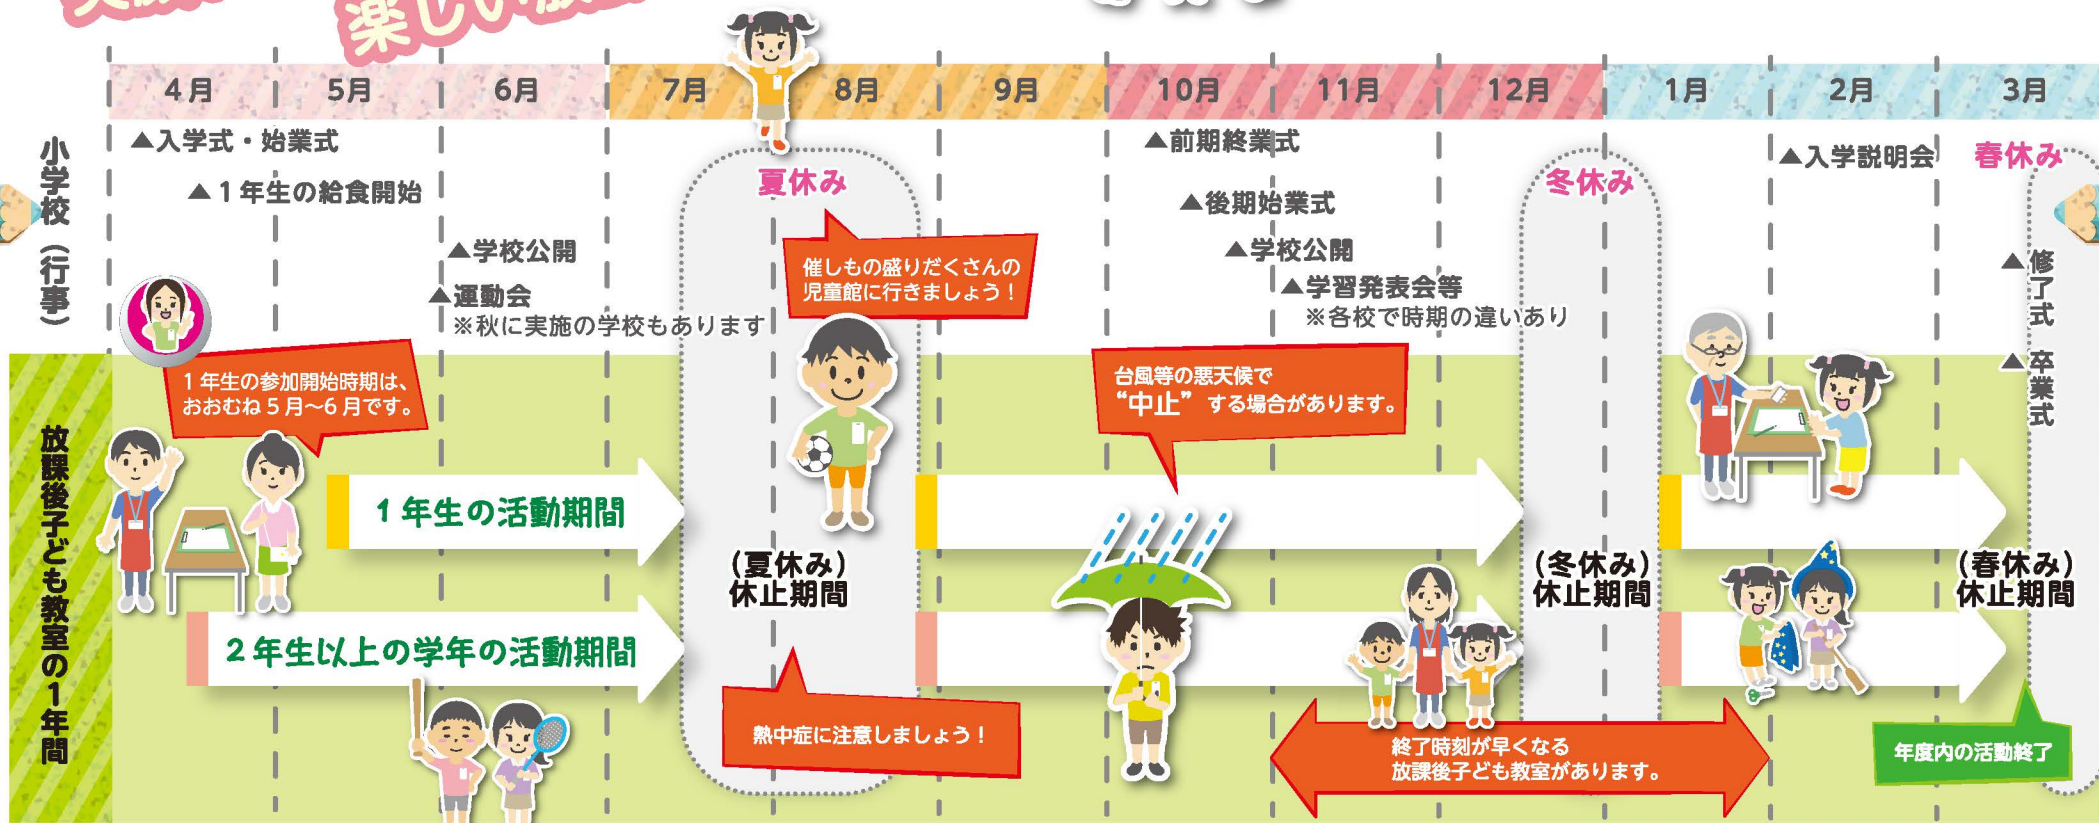 楽しい放
4月
5月
6月
7月
8月
9月
10月
11月
12月
1月
2月
3月
小学校（行事）
▲入学式・始業式
▲1年生の給食開始
▲学校公開
▲運動会
※秋に実施の学校もあります
夏休み
催しもの盛りだくさんの
児童館に行きましょう！
▲前期終業式
▲後期始業式
▲学校公開
▲学習発表会等
※各校で時期の違いあり
冬休み
▲入学説明会
春休み
▲修了式
▲卒業式
放課後子ども教室の1年間
1年生の参加開始時期は、
おおむね5月～6月です。
台風等の悪天候で
“中止”する場合があります。
1年生の活動期間
（夏休み）
休止期間
（冬休み）
休止期間
（春休み）
休止期間
2年生以上の学年の活動期間
熱中症に注意しましょう！
終了時刻が早くなる
放課後子ども教室があります。
年度内の活動終了